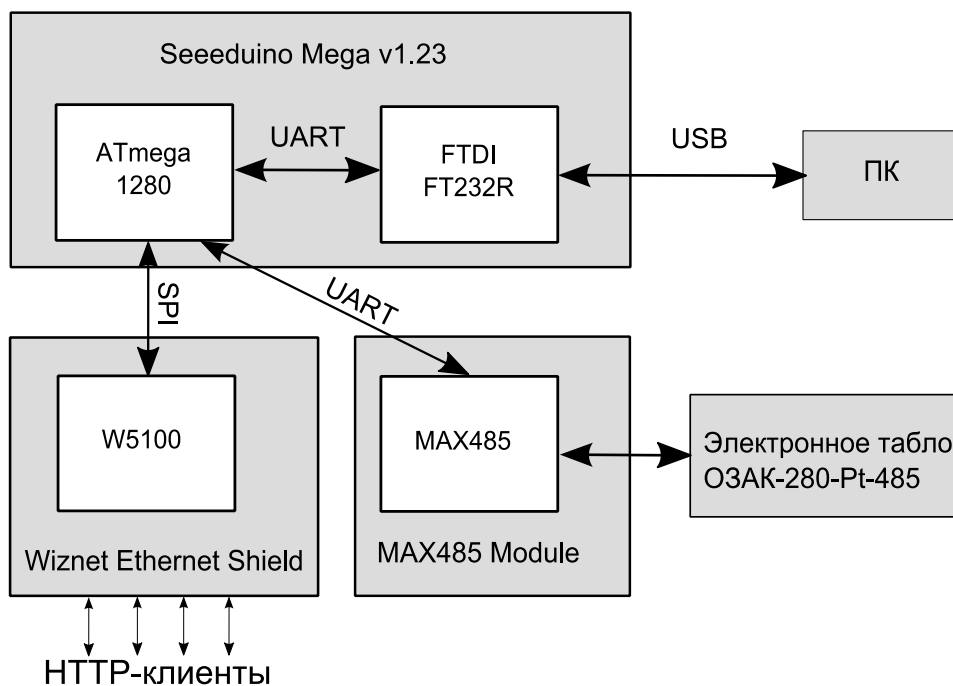 Seeeduino Mega v1.23
ATmega
1280
UART
FTDI
FT232R
USB
ПК
SPI
UART
W5100
Wiznet Ethernet Shield
MAX485
MAX485 Module
Электронное табло
ОЗАК-280-Pt-485
HTTP-клиенты